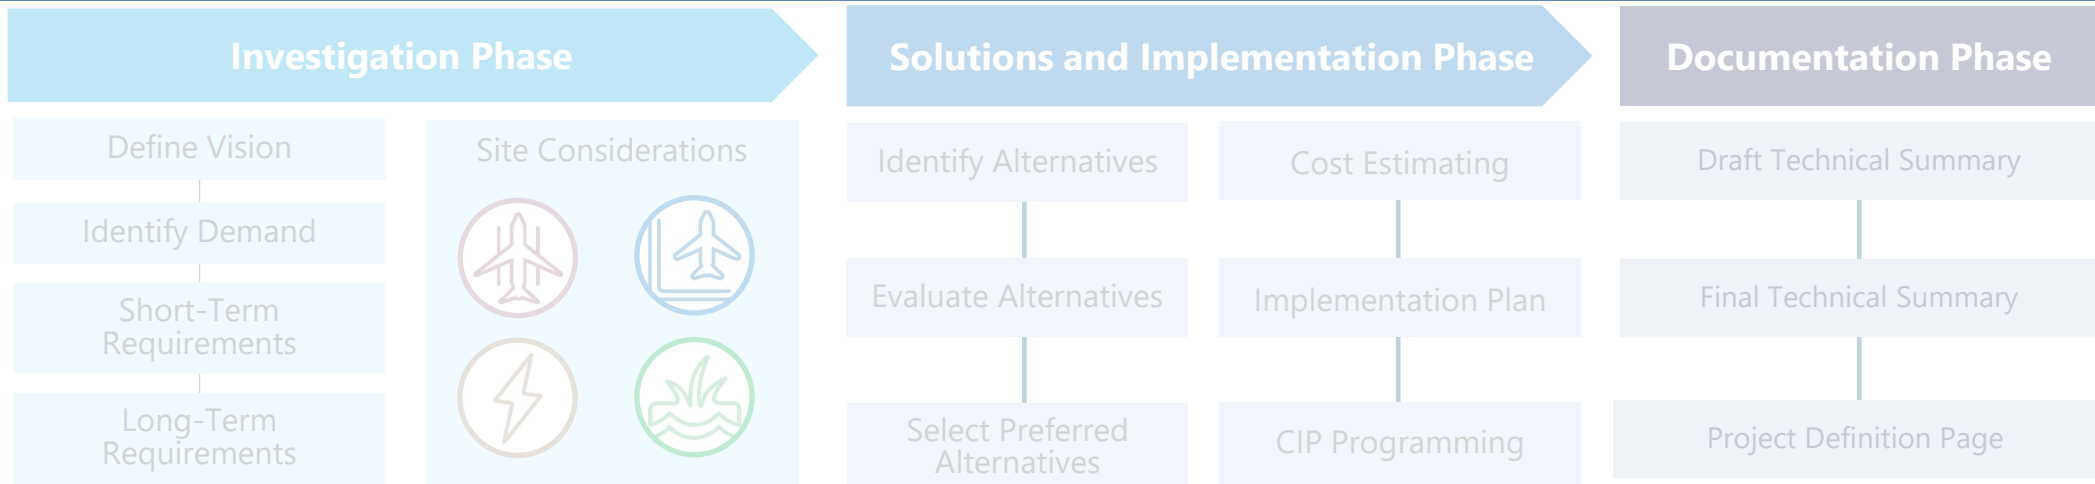 Investigation Phase
Define Vision
Identify Demand
Short-Term
Requirements
Long-Term
Requirements
Site Considerations
Solutions and Implementation Phase
Identify Alternatives
Evaluate Alternatives
Select Preferred
Alternatives
Cost Estimating
Implementation Plan
CIP Programming
Documentation Phase
Draft Technical Summary
Final Technical Summary
Project Definition Page